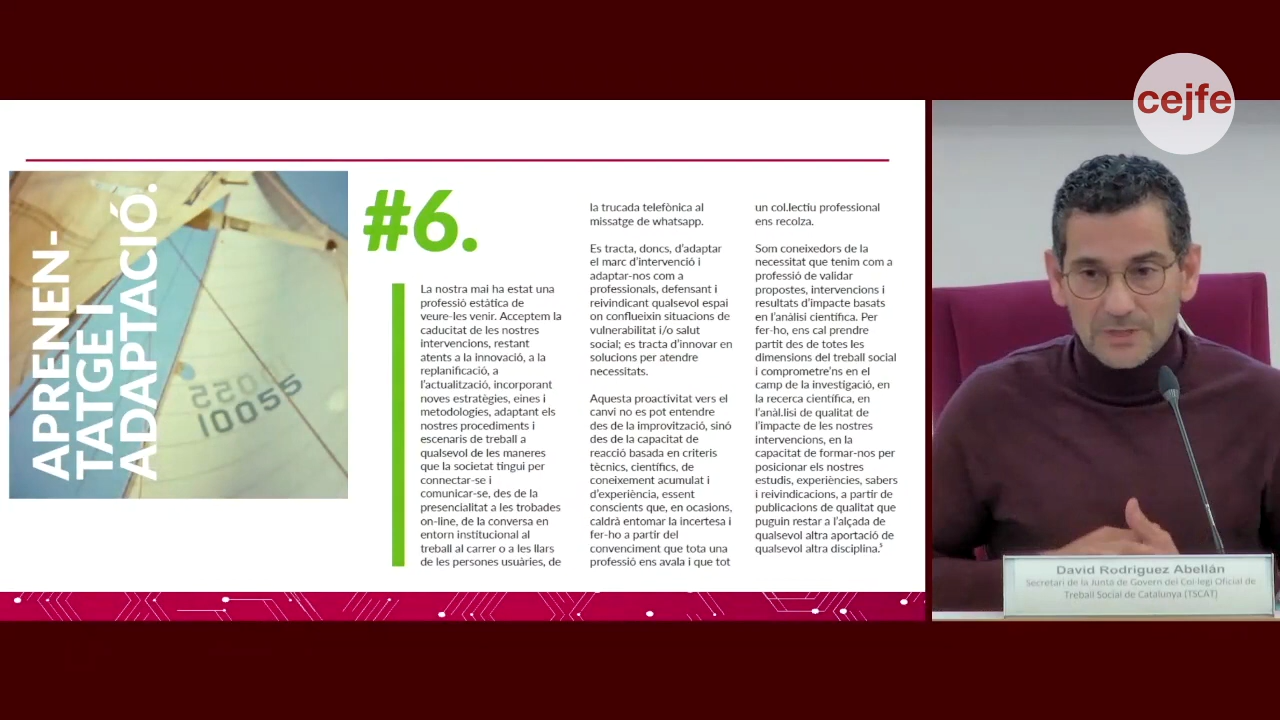 cejfe
APRENEN-
TATGE I
ADAPTACIÓ.
10055
#6.
La nostra mai ha estat una
professió estàtica de
veure-les venir. Acceptem la
caducitat de les nostres
intervencions, restant
atents a la innovació, a la
replanificació, a
l’actualització, incorporant
noves estratègies, eines i
metodologies, adaptant els
nostres procediments i
escenaris de treball a
qualsevol de les maneres
que la societat tingui per
connectar-se i
comunicar-se, des de la
presencialitat a les trobades
on-line, de la conversa en
entorn institucional al
treball al carrer o a les llars
de les persones usuàries, de
la trucada telefònica al
missatge de whatsapp.
Es tracta, doncs, d’adaptar
el marc d’intervenció i
adaptar-nos com a
professionals, defensant i
reivindicant qualsevol espai
on conflueixin situacions de
vulnerabilitat i/o salut
social; es tracta d’innovar en
solucions per atendre
necessitats.
Aquesta proactivitat vers el
canvi no es pot entendre
des de la improvització, sinó
des de la capacitat de
reacció basada en criteris
tècnics, científics, de
coneixement acumulat i
d’experiència, essent
conscients que, en ocasions,
caldrà entomar la incertesa i
fer-ho a partir del
convenciment que tota una
professió ens avala i que tot
un col.lectiu professional
ens recolza.
Som coneixedors de la
necessitat que tenim com a
professió de validar
propostes, intervencions i
resultats d’impacte basats
en l’anàlisi científica. Per
fer-ho, ens cal prendre
partit des de totes les
dimensions del treball social
i comprometre’ns en el
camp de la investigació, en
la recerca científica, en
l’anàl.lisi de qualitat de
l’impacte de les nostres
intervencions, en la
capacitat de formar-nos per
posicionar els nostres
estudis, experiències, sabers
i reivindicacions, a partir de
publicacions de qualitat que
puguin restar a l’alçada de
qualsevol altra aportació de
qualsevol altra disciplina.⁵
David Rodriguez Abellán
Secretari de la Junta de Govern del Col·legi Oficial de
Treball Social de Catalunya (TSCAT)